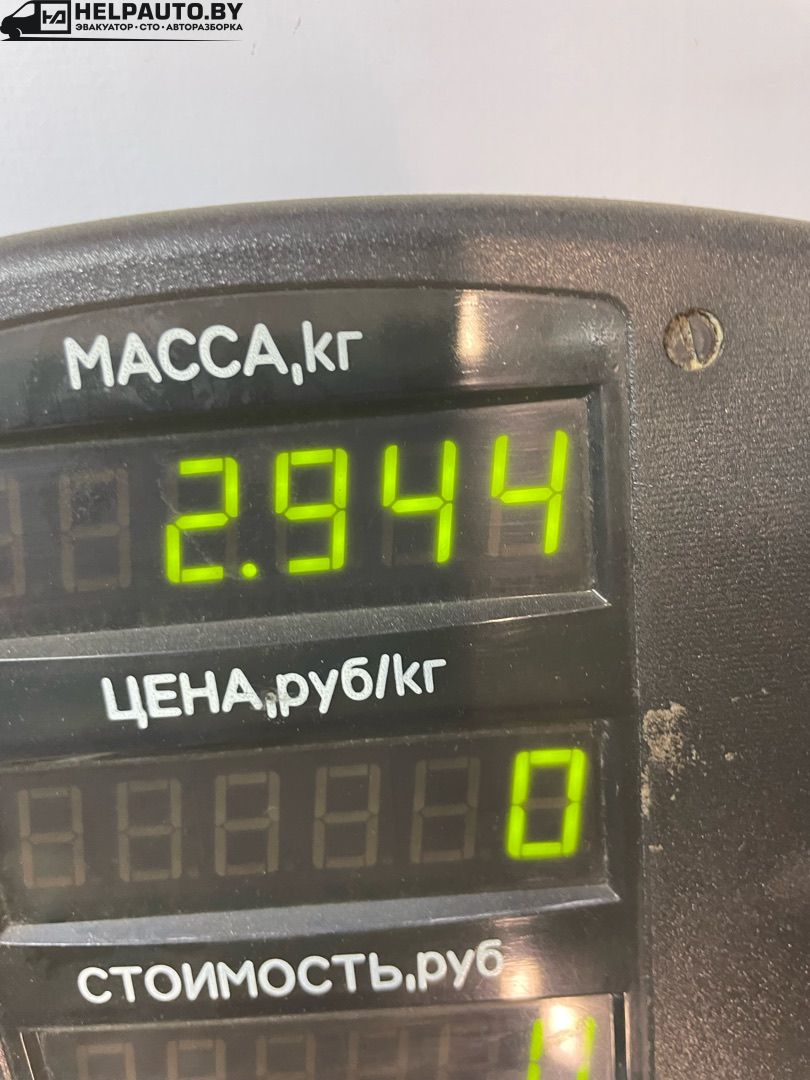 HELPAUTO.BY
ЭВАКУАТОР • СТО • АВТОРАЗБОРКА
МАССА,кг
2.944
ЦЕНА,руб/кг
0
СТОИМОСТЬ,руб